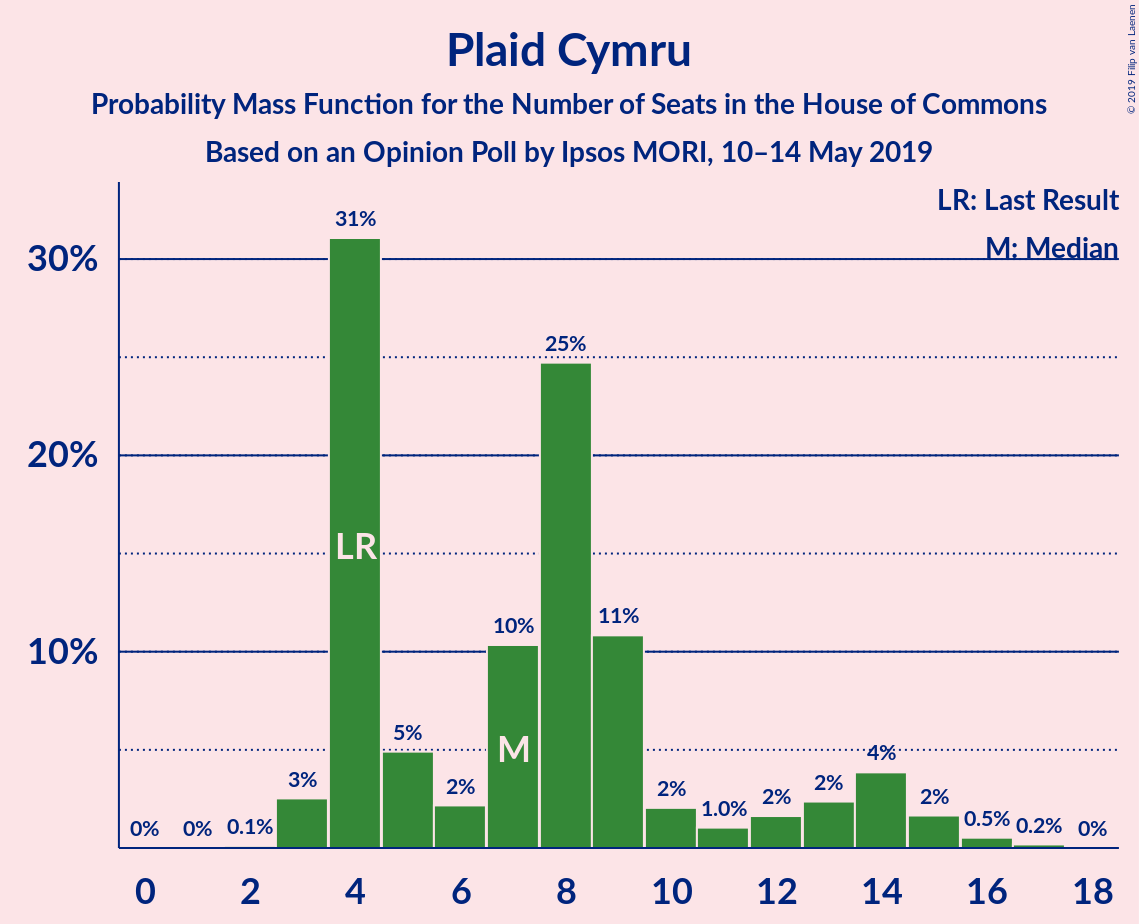 Plaid Cymru
Probability Mass Function for the Number of Seats in the House of Commons
Based on an Opinion Poll by Ipsos MORI, 10–14 May 2019
© 2019 Filip van Laenen
LR: Last Result
M: Median
30%
20%
10%
0% 0% 0.1% 3% 31% 5% 2% 10% 25% 11% 2% 1.0% 2% 2% 4% 2% 0.5% 0.2% 0%
LR
M
0 2 4 6 8 10 12 14 16 18